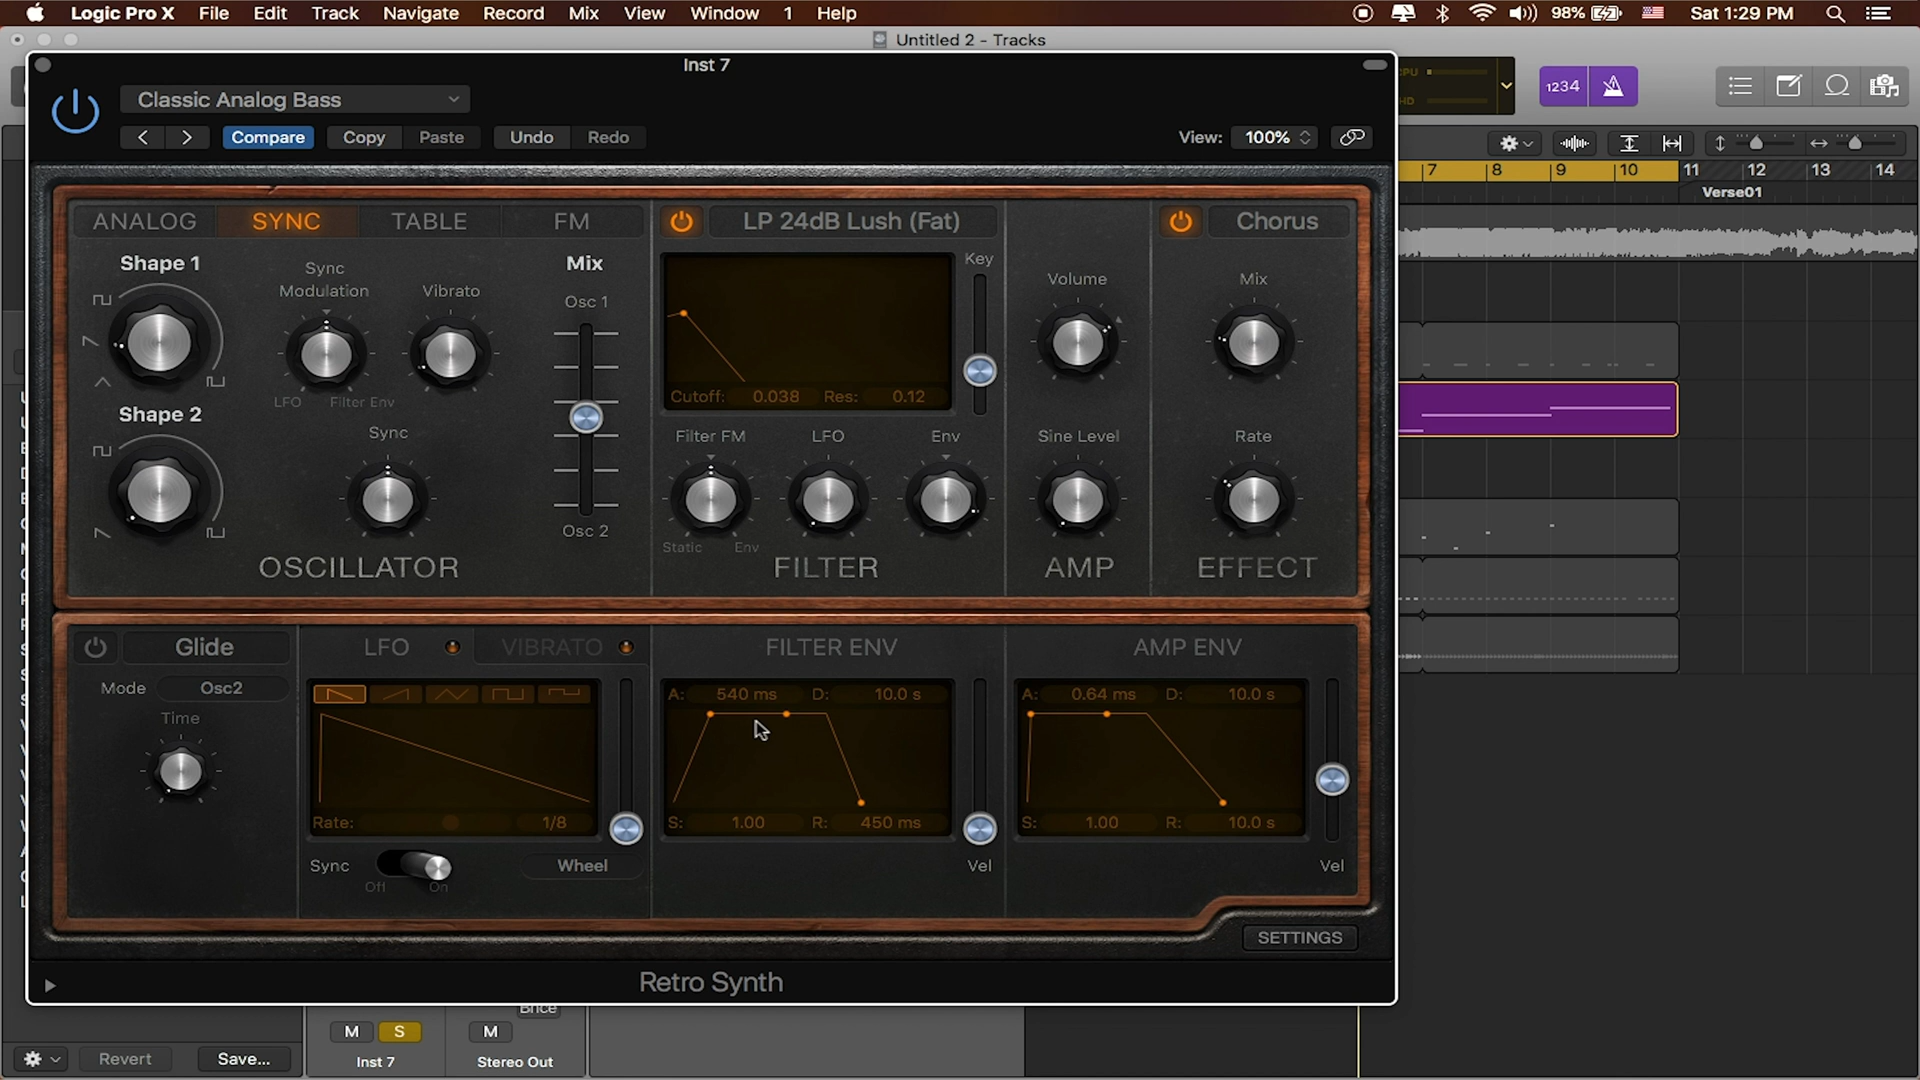 Logic Pro X File Edit Track Navigate Record Mix View Window 1 Help 98% Sat 1:29 PM
Untitled 2 - Tracks
Inst 7
Classic Analog Bass
Compare Copy Paste Undo Redo View: 100%
1234
7 8 9 10 11 12 13 14
Verse01
ANALOG SYNC TABLE FM LP 24dB Lush (Fat) Chorus
Shape 1 Sync Modulation Vibrato Mix Key Volume Mix
Osc 1
LFO Filter Env
Cutoff: 0.038 Res: 0.12
Shape 2 Sync Filter FM LFO Env Sine Level Rate
Osc 2
Static Env
OSCILLATOR FILTER AMP EFFECT
Glide LFO VIBRATO FILTER ENV AMP ENV
Mode Osc2 A: 540 ms D: 10.0 s A: 0.64 ms D: 10.0 s
Time
Rate: 1/8 S: 1.00 R: 450 ms S: 1.00 R: 10.0 s
Sync Wheel Vel Vel
Off On
SETTINGS
Retro Synth
M S M
Revert Save... Inst 7 Stereo Out